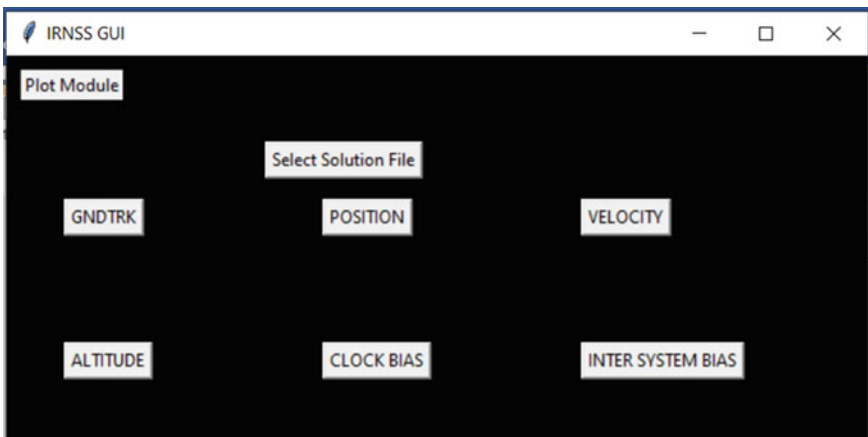 IRNSS GUI
Plot Module
Select Solution File
GNDTRK POSITION VELOCITY
ALTITUDE CLOCK BIAS INTER SYSTEM BIAS